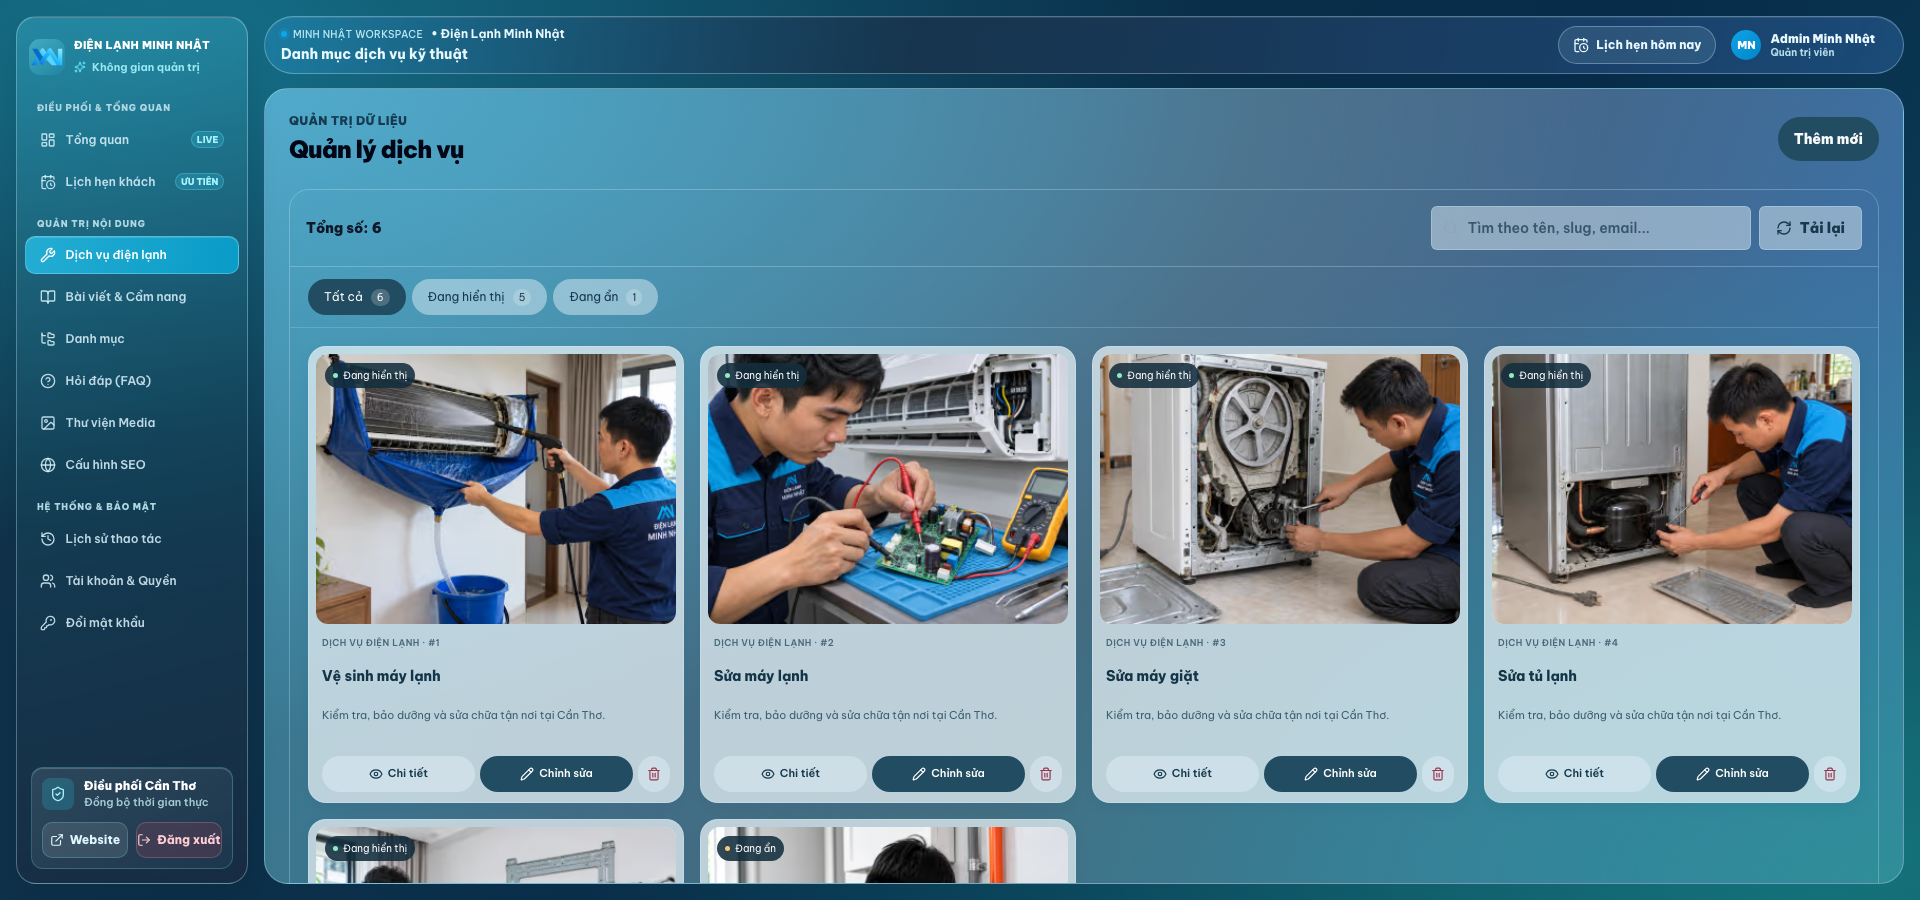 ĐIỆN LẠNH MINH NHẬT
Không gian quản trị
ĐIỀU PHỐI & TỔNG QUAN
Tổng quan
LIVE
Lịch hẹn khách
ƯU TIÊN
QUẢN TRỊ NỘI DUNG
Dịch vụ điện lạnh
Bài viết & Cẩm nang
Danh mục
Hỏi đáp (FAQ)
Thư viện Media
Cấu hình SEO
HỆ THỐNG & BẢO MẬT
Lịch sử thao tác
Tài khoản & Quyền
Đổi mật khẩu
Điều phối Cần Thơ
Đồng bộ thời gian thực
Website
Đăng xuất
MINH NHẬT WORKSPACE • Điện Lạnh Minh Nhật
Danh mục dịch vụ kỹ thuật
Lịch hẹn hôm nay
MN
Admin Minh Nhật
Quản trị viên
QUẢN TRỊ DỮ LIỆU
Quản lý dịch vụ
Thêm mới
Tổng số: 6
Tìm theo tên, slug, email...
Tải lại
Tất cả 6
Đang hiển thị 5
Đang ẩn 1
Đang hiển thị
ĐIỆN LẠNH
MINH NHẬT
DỊCH VỤ ĐIỆN LẠNH · #1
Vệ sinh máy lạnh
Kiểm tra, bảo dưỡng và sửa chữa tận nơi tại Cần Thơ.
Chi tiết
Chỉnh sửa
Đang hiển thị
ĐIỆN LẠNH
MINH NHẬT
DỊCH VỤ ĐIỆN LẠNH · #2
Sửa máy lạnh
Kiểm tra, bảo dưỡng và sửa chữa tận nơi tại Cần Thơ.
Chi tiết
Chỉnh sửa
Đang hiển thị
DỊCH VỤ ĐIỆN LẠNH · #3
Sửa máy giặt
Kiểm tra, bảo dưỡng và sửa chữa tận nơi tại Cần Thơ.
Chi tiết
Chỉnh sửa
Đang hiển thị
DỊCH VỤ ĐIỆN LẠNH · #4
Sửa tủ lạnh
Kiểm tra, bảo dưỡng và sửa chữa tận nơi tại Cần Thơ.
Chi tiết
Chỉnh sửa
Đang hiển thị
Đang ẩn